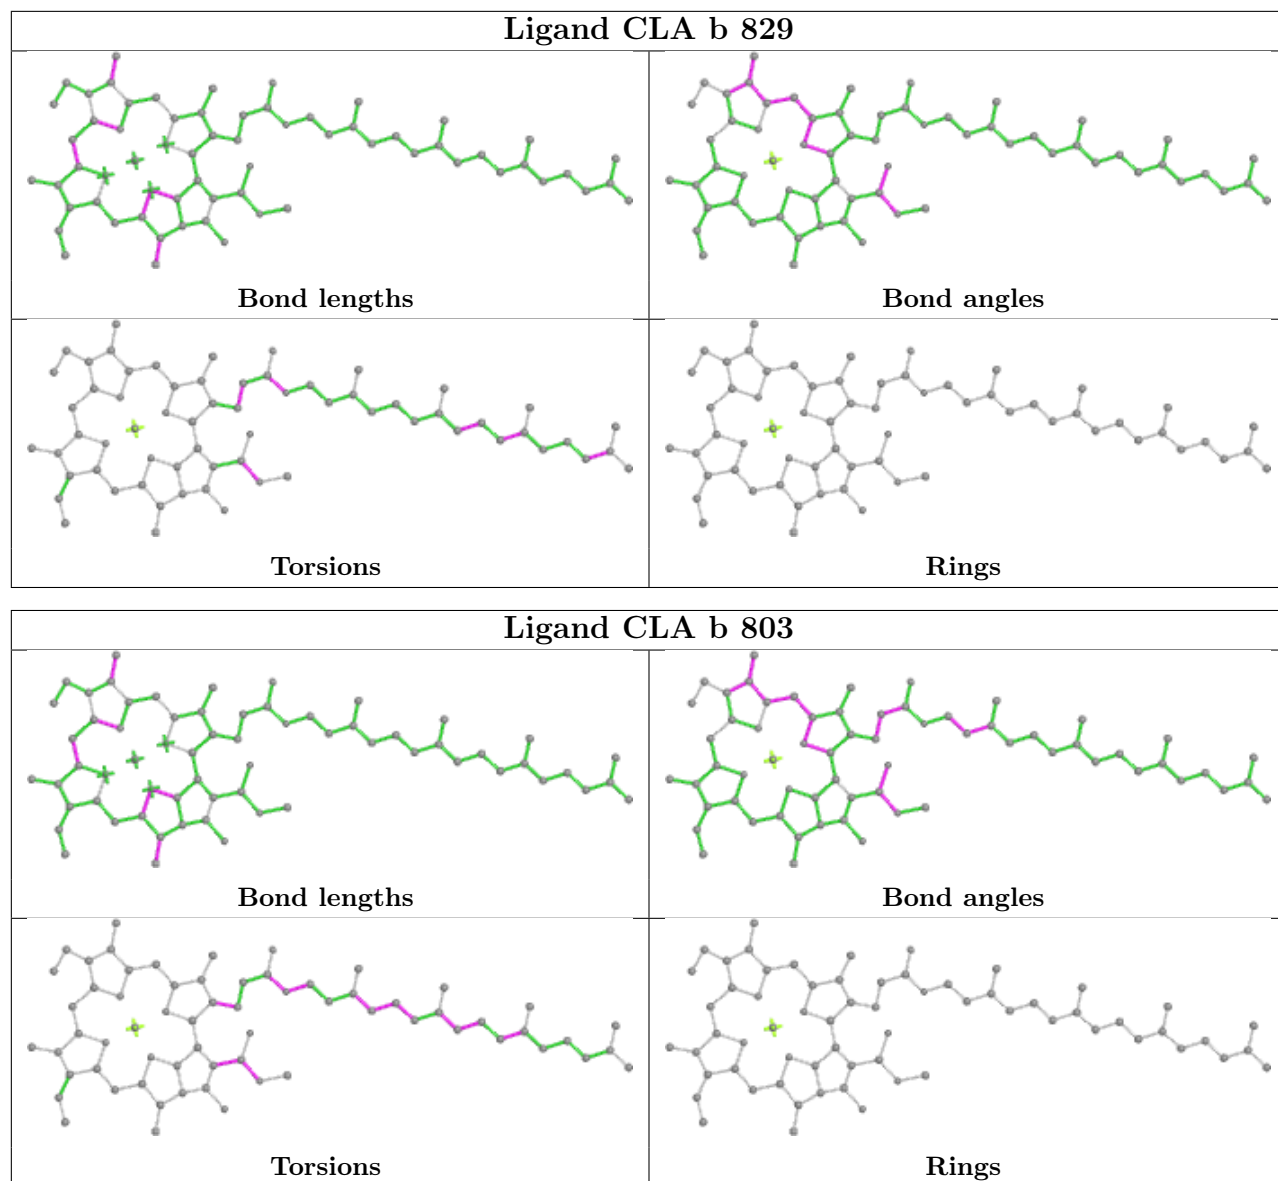 Ligand CLA b 829
Bond lengths
Bond angles
Torsions
Rings
Ligand CLA b 803
Bond lengths
Bond angles
Torsions
Rings